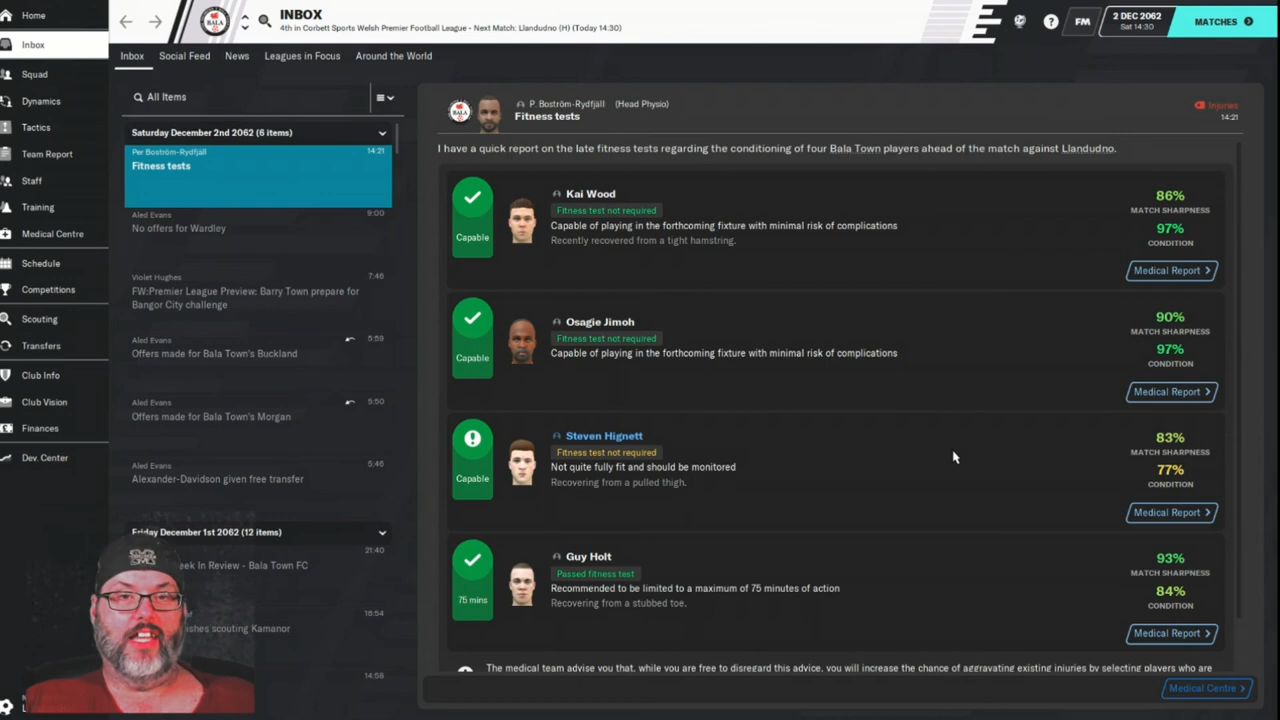 Home
Inbox
Squad
Dynamics
Tactics
Team Report
Staff
Training
Medical Centre
Schedule
Competitions
Scouting
Transfers
Club Info
Club Vision
Finances
Dev. Center
BALA
INBOX
4th in Corbett Sports Welsh Premier Football League - Next Match: Llandudno (H) (Today 14:30)
FM
2 DEC 2062
Sat 14:30
MATCHES
Inbox
Social Feed
News
Leagues in Focus
Around the World
All Items
Saturday December 2nd 2062 (6 items)
Per Boström-Rydfjäll
14:21
Fitness tests
Aled Evans
9:00
No offers for Wardley
Violet Hughes
7:46
FW:Premier League Preview: Barry Town prepare for
Bangor City challenge
Aled Evans
5:59
Offers made for Bala Town's Buckland
Aled Evans
5:50
Offers made for Bala Town's Morgan
Aled Evans
5:46
Alexander-Davidson given free transfer
Friday December 1st 2062 (12 items)
21:40
eek In Review - Bala Town FC
16:54
ishes scouting Kamanor
14:58
BALA
P. Boström-Rydfjäll (Head Physio)
Fitness tests
Injuries
14:21
I have a quick report on the late fitness tests regarding the conditioning of four Bala Town players ahead of the match against Llandudno.
Capable
Kai Wood
Fitness test not required
Capable of playing in the forthcoming fixture with minimal risk of complications
Recently recovered from a tight hamstring.
86%
MATCH SHARPNESS
97%
CONDITION
Medical Report
Capable
Osagie Jimoh
Fitness test not required
Capable of playing in the forthcoming fixture with minimal risk of complications
90%
MATCH SHARPNESS
97%
CONDITION
Medical Report
Capable
Steven Hignett
Fitness test not required
Not quite fully fit and should be monitored
Recovering from a pulled thigh.
83%
MATCH SHARPNESS
77%
CONDITION
Medical Report
75 mins
Guy Holt
Passed fitness test
Recommended to be limited to a maximum of 75 minutes of action
Recovering from a stubbed toe.
93%
MATCH SHARPNESS
84%
CONDITION
Medical Report
The medical team advise you that, while you are free to disregard this advice, you will increase the chance of aggravating existing injuries by selecting players who are
Medical Centre